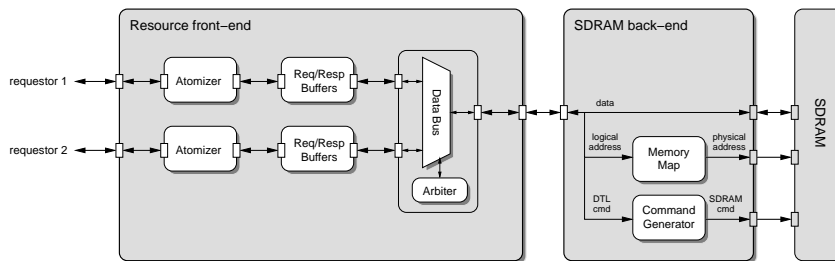 Resource front−end
SDRAM back−end
requestor 1
Atomizer
Req/Resp
Buffers
Data Bus
requestor 2
Atomizer
Req/Resp
Buffers
Arbiter
data
logical
address
Memory
Map
physical
address
DTL
cmd
Command
Generator
SDRAM
cmd
SDRAM